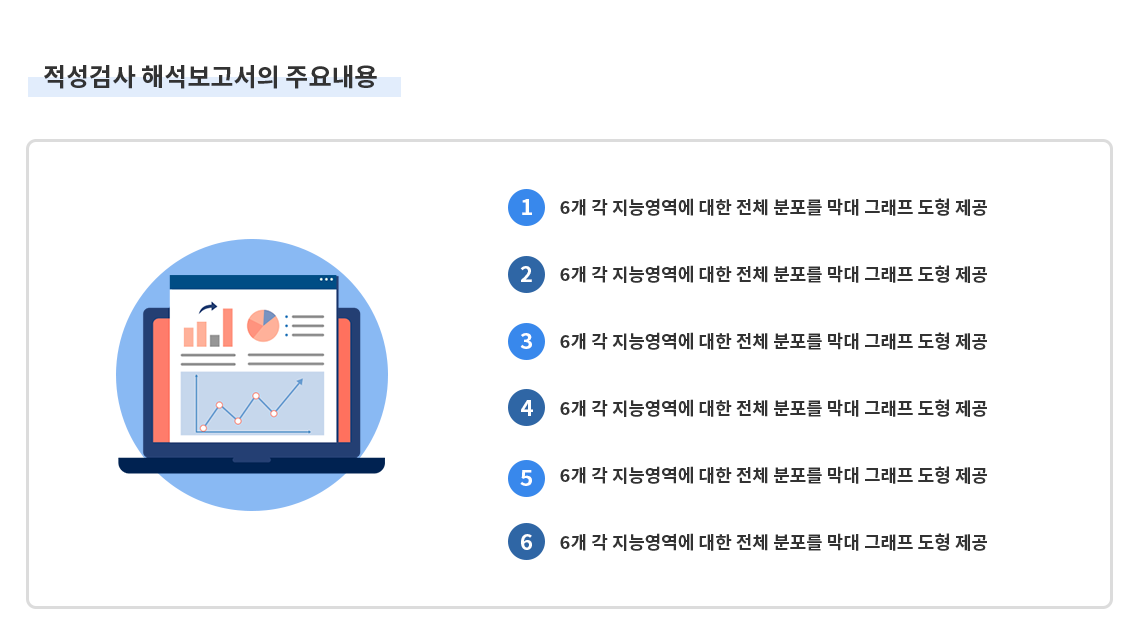 적성검사 해석보고서의 주요내용
1 6개 각 지능영역에 대한 전체 분포를 막대 그래프 도형 제공
2 6개 각 지능영역에 대한 전체 분포를 막대 그래프 도형 제공
3 6개 각 지능영역에 대한 전체 분포를 막대 그래프 도형 제공
4 6개 각 지능영역에 대한 전체 분포를 막대 그래프 도형 제공
5 6개 각 지능영역에 대한 전체 분포를 막대 그래프 도형 제공
6 6개 각 지능영역에 대한 전체 분포를 막대 그래프 도형 제공